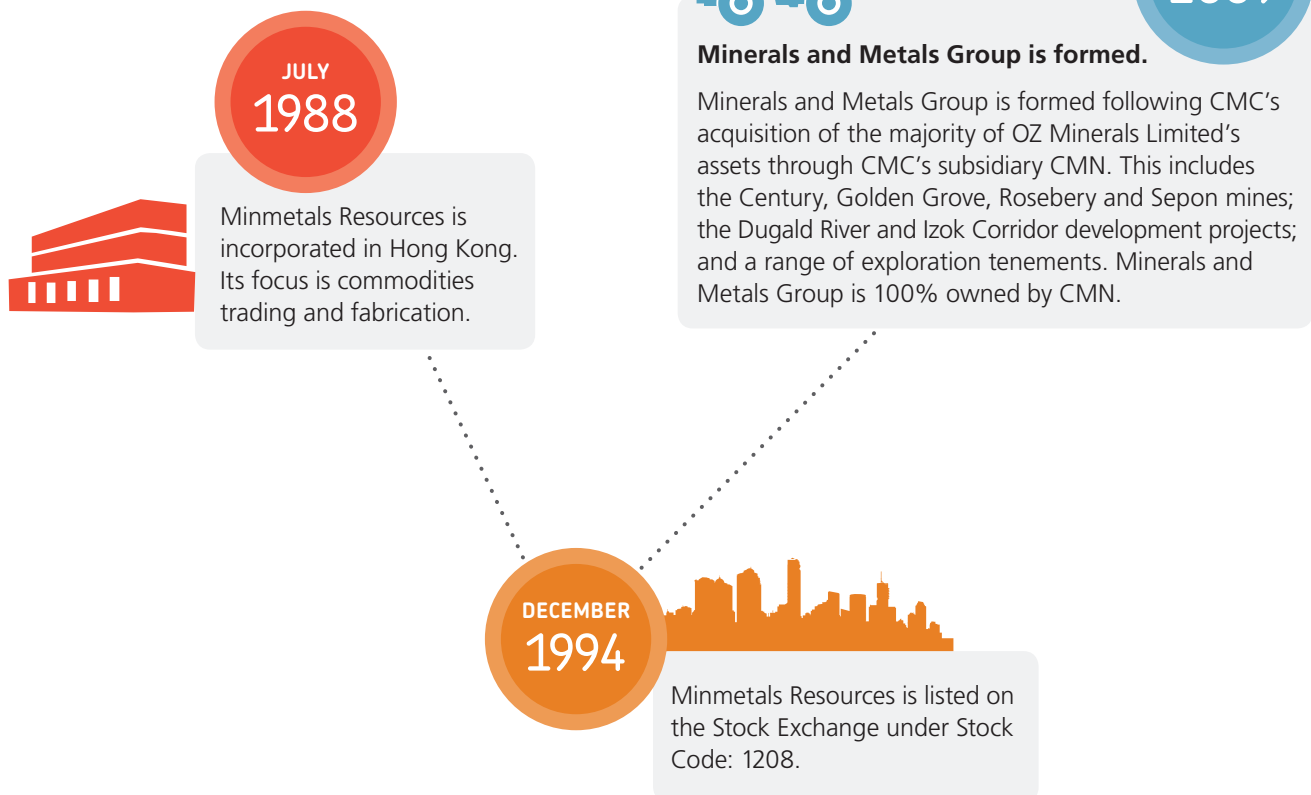 JULY
1988
Minmetals Resources is
incorporated in Hong Kong.
Its focus is commodities
trading and fabrication.
DECEMBER
1994
Minmetals Resources is listed on
the Stock Exchange under Stock
Code: 1208.
Minerals and Metals Group is formed.
Minerals and Metals Group is formed following CMC’s
acquisition of the majority of OZ Minerals Limited’s
assets through CMC’s subsidiary CMN. This includes
the Century, Golden Grove, Rosebery and Sepon mines;
the Dugald River and Izok Corridor development projects;
and a range of exploration tenements. Minerals and
Metals Group is 100% owned by CMN.